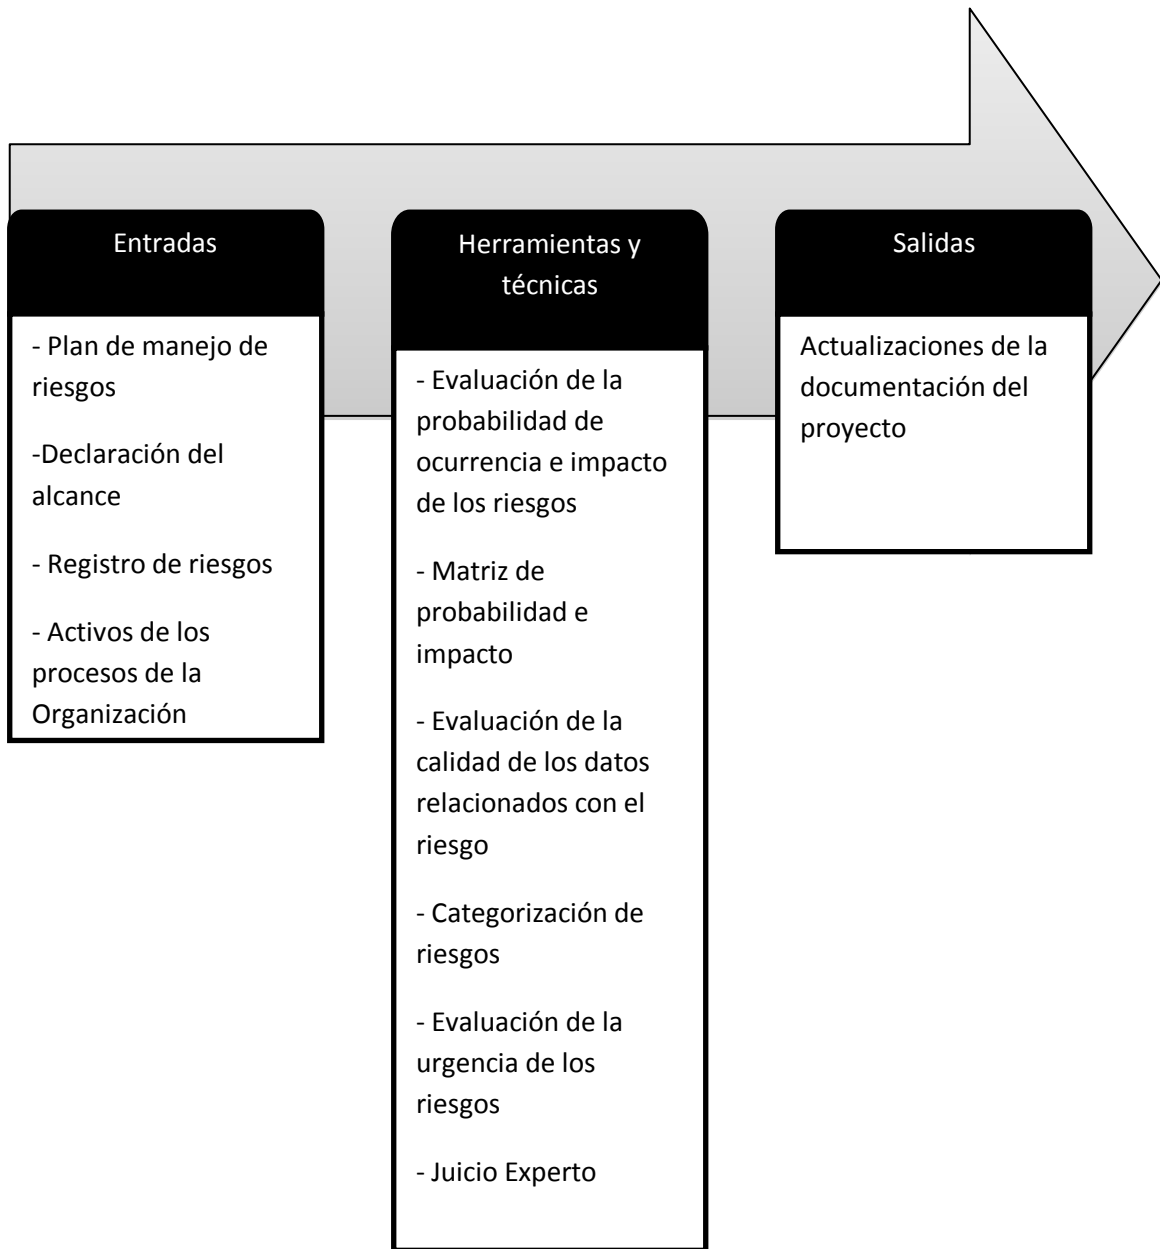 Entradas
- Plan de manejo de
riesgos
-Declaración del
alcance
- Registro de riesgos
- Activos de los
procesos de la
Organización
Herramientas y
técnicas
- Evaluación de la
probabilidad de
ocurrencia e impacto
de los riesgos
- Matriz de
probabilidad e
impacto
- Evaluación de la
calidad de los datos
relacionados con el
riesgo
- Categorización de
riesgos
- Evaluación de la
urgencia de los
riesgos
- Juicio Experto
Salidas
Actualizaciones de la
documentación del
proyecto